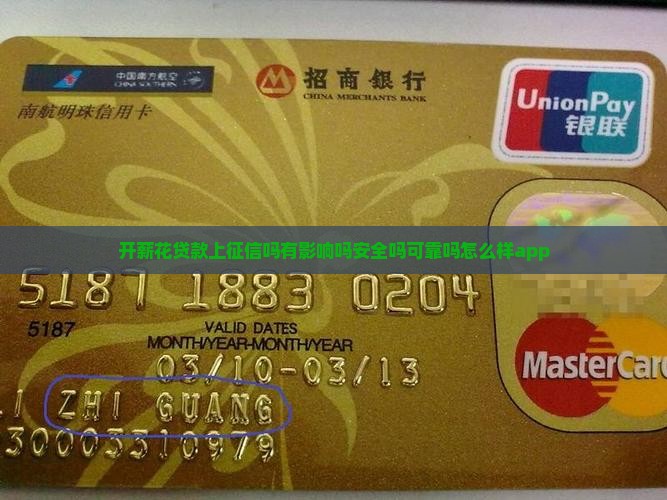 中国南方航空
CHINA SOUTHERN
南航明珠信用卡
招商銀行
CHINA MERCHANTS BANK
UnionPay
银联
开薪花贷款上征信吗有影响吗安全吗可靠吗怎么样app
5187 1883 0204
5187
VALID DATES
MONTH/YEAR-MONTH/YEAR
03/10-03/13
MasterCard
ZHI GUANG
30003310979